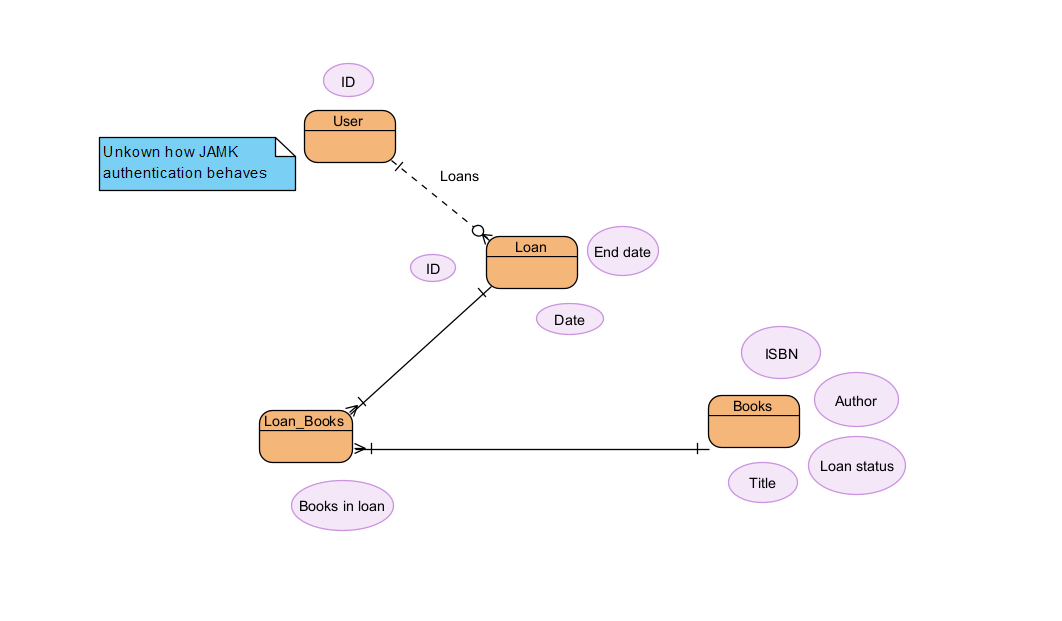 ID
User
Unkown how JAMK
authentication behaves
Loans
Loan
End date
ID
Date
ISBN
Books
Author
Loan_Books
Loan status
Title
Books in loan